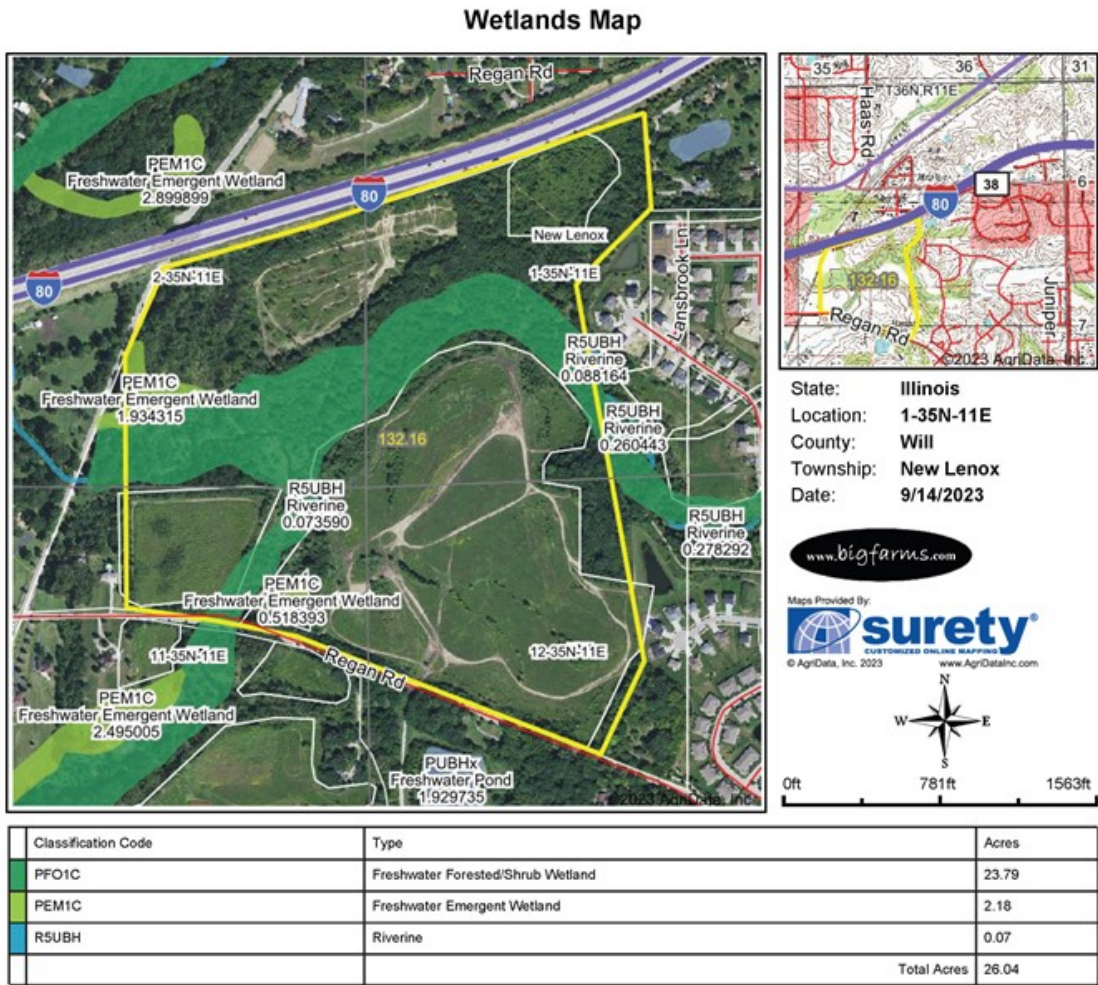 Wetlands Map
Regan Rd
PEM1C
Freshwater Emergent Wetland
2.899899
80
New Lenox
2-35N-11E
1-35N-11E
80
Lansbrook Ln
R5UBH
Riverine
0.088164
PEM1C
Freshwater Emergent Wetland
1.934315
R5UBH
Riverine
0.260443
132.16
R5UBH
Riverine
0.073590
R5UBH
Riverine
0.278292
PEM1C
Freshwater Emergent Wetland
0.518393
11-35N-11E
Regan Rd
12-35N-11E
PEM1C
Freshwater Emergent Wetland
2.495005
PUBHx
Freshwater Pond
1.929735
©2023 AgriData, Inc.
35
36
31
T36N,R11E
Haas Rd
38
6
80
132.16
Juniper
Regan Rd
7
©2023 AgriData, Inc.
State: Illinois
Location: 1-35N-11E
County: Will
Township: New Lenox
Date: 9/14/2023
www.bigfarms.com
Maps Provided By:
surety®
CUSTOMIZED ONLINE MAPPING
© AgriData, Inc. 2023 www.AgriDataInc.com
N
W E
S
0ft 781ft 1563ft
Classification Code Type Acres
PFO1C Freshwater Forested/Shrub Wetland 23.79
PEM1C Freshwater Emergent Wetland 2.18
R5UBH Riverine 0.07
Total Acres 26.04